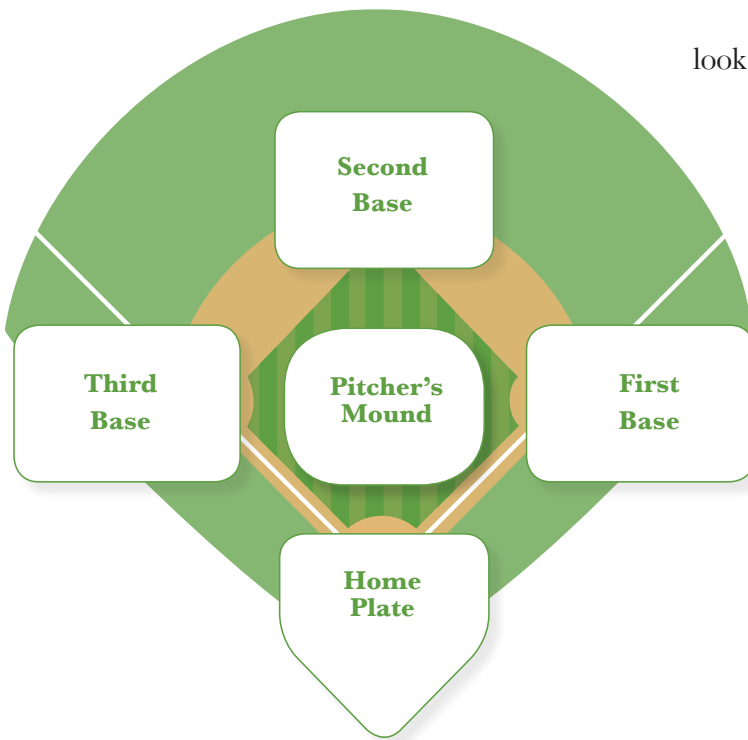 look
Second
Base
Third
Base
Pitcher’s
Mound
First
Base
Home
Plate